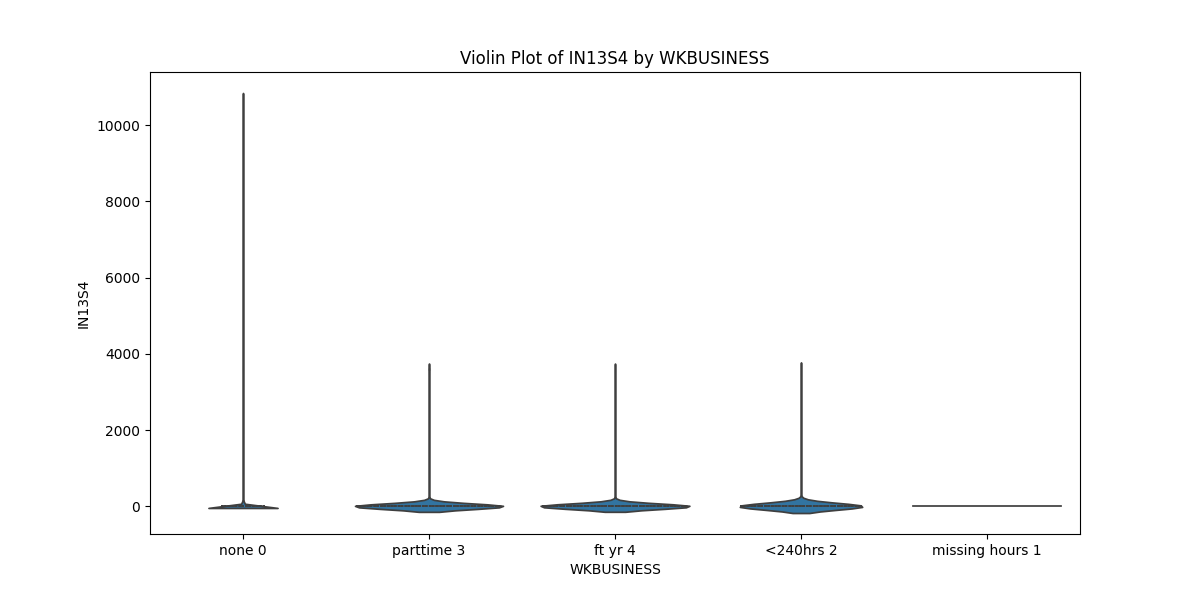 Violin Plot of IN13S4 by WKBUSINESS
10000
8000
6000
4000
2000
0
IN13S4
none 0
parttime 3
ft yr 4
<240hrs 2
missing hours 1
WKBUSINESS